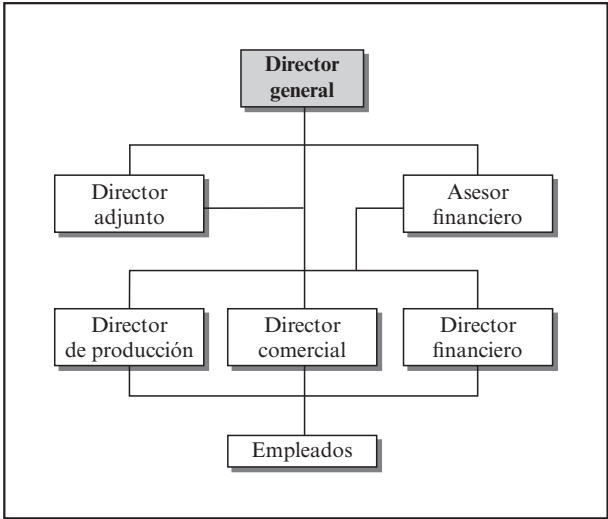 Director
general
Director
adjunto
Asesor
financiero
Director
de producción
Director
comercial
Director
financiero
Empleados